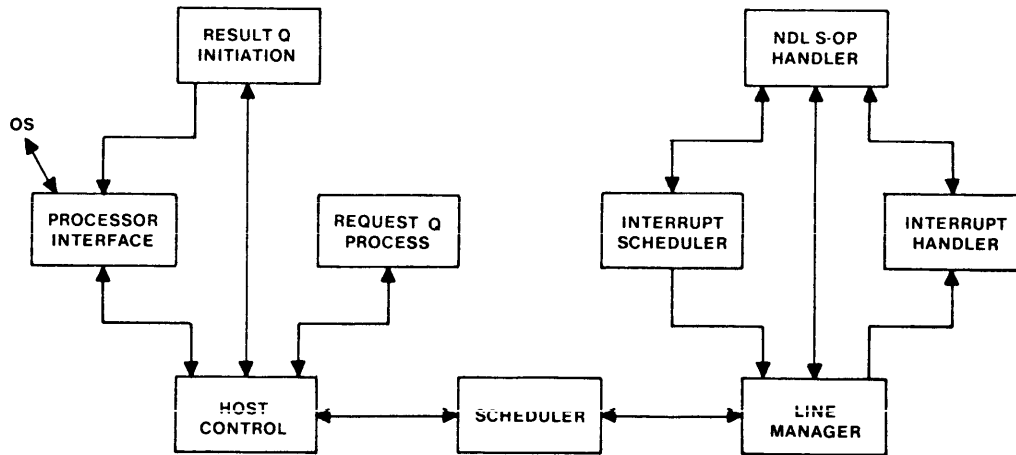 RESULT Q
INITIATION
NDL S-OP
HANDLER
OS
PROCESSOR
INTERFACE
REQUEST Q
PROCESS
INTERRUPT
SCHEDULER
INTERRUPT
HANDLER
HOST
CONTROL
SCHEDULER
LINE
MANAGER